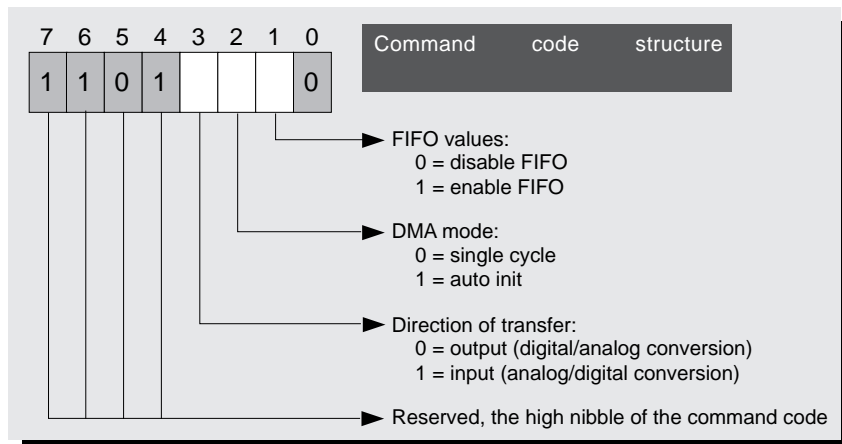 7 6 5 4 3 2 1 0
Command code structure
1 1 0 1 0
FIFO values:
0 = disable FIFO
1 = enable FIFO
DMA mode:
0 = single cycle
1 = auto init
Direction of transfer:
0 = output (digital/analog conversion)
1 = input (analog/digital conversion)
Reserved, the high nibble of the command code